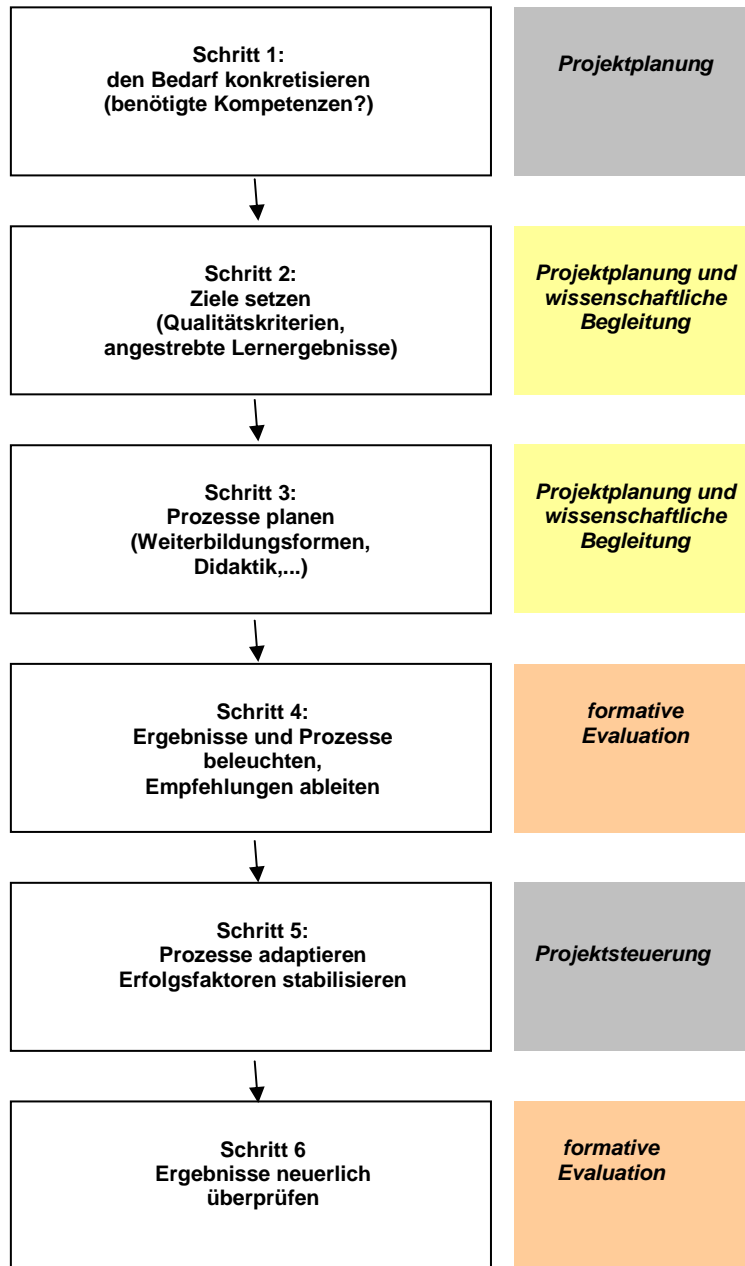 Schritt 1:
den Bedarf konkretisieren
(benötigte Kompetenzen?)
Projektplanung
Schritt 2:
Ziele setzen
(Qualitätskriterien,
angestrebte Lernergebnisse)
Projektplanung und
wissenschaftliche
Begleitung
Schritt 3:
Prozesse planen
(Weiterbildungsformen,
Didaktik,...)
Projektplanung und
wissenschaftliche
Begleitung
Schritt 4:
Ergebnisse und Prozesse
beleuchten,
Empfehlungen ableiten
formative
Evaluation
Schritt 5:
Prozesse adaptieren
Erfolgsfaktoren stabilisieren
Projektsteuerung
Schritt 6
Ergebnisse neuerlich
überprüfen
formative
Evaluation